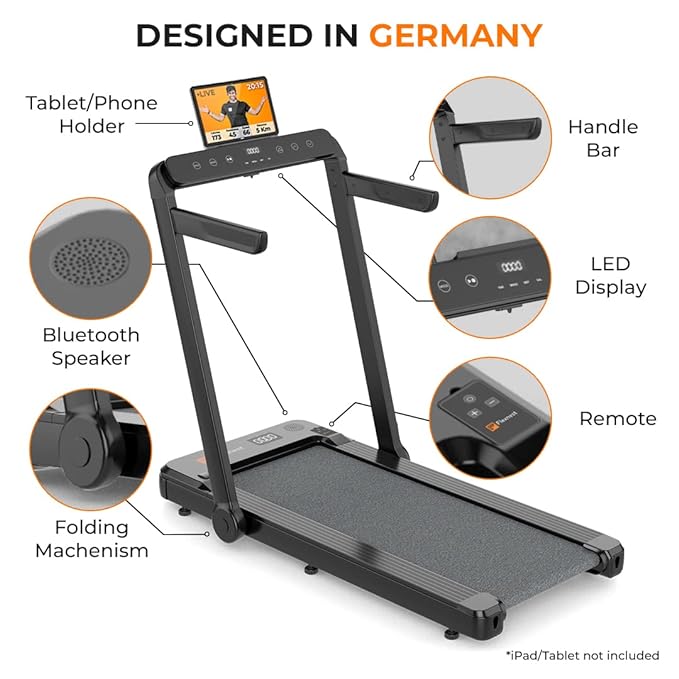 DESIGNED IN GERMANY
Tablet/Phone
Holder
LIVE
20:15
173
45
66
5 Km
Handle
Bar
LED
Display
Bluetooth
Speaker
Flexnest
Remote
Folding
Machenism
*iPad/Tablet not included